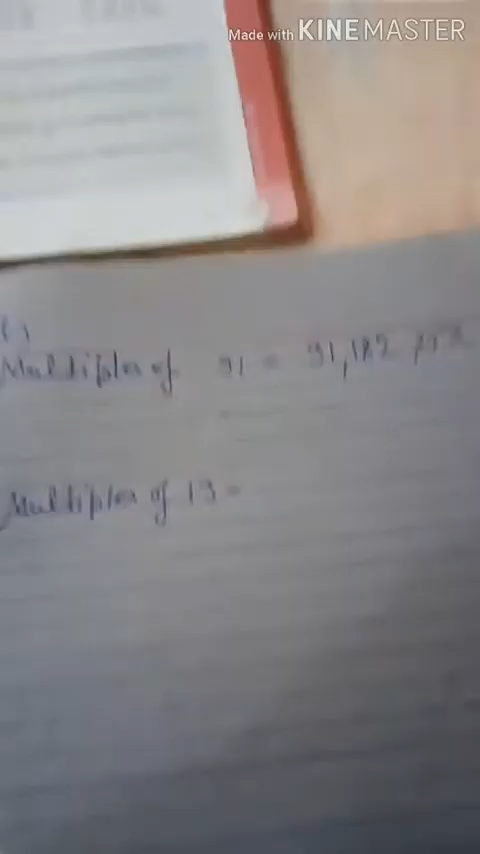 Made with KINEMASTER
Multiples of 91 = 91, 182
Multiples of 13 =